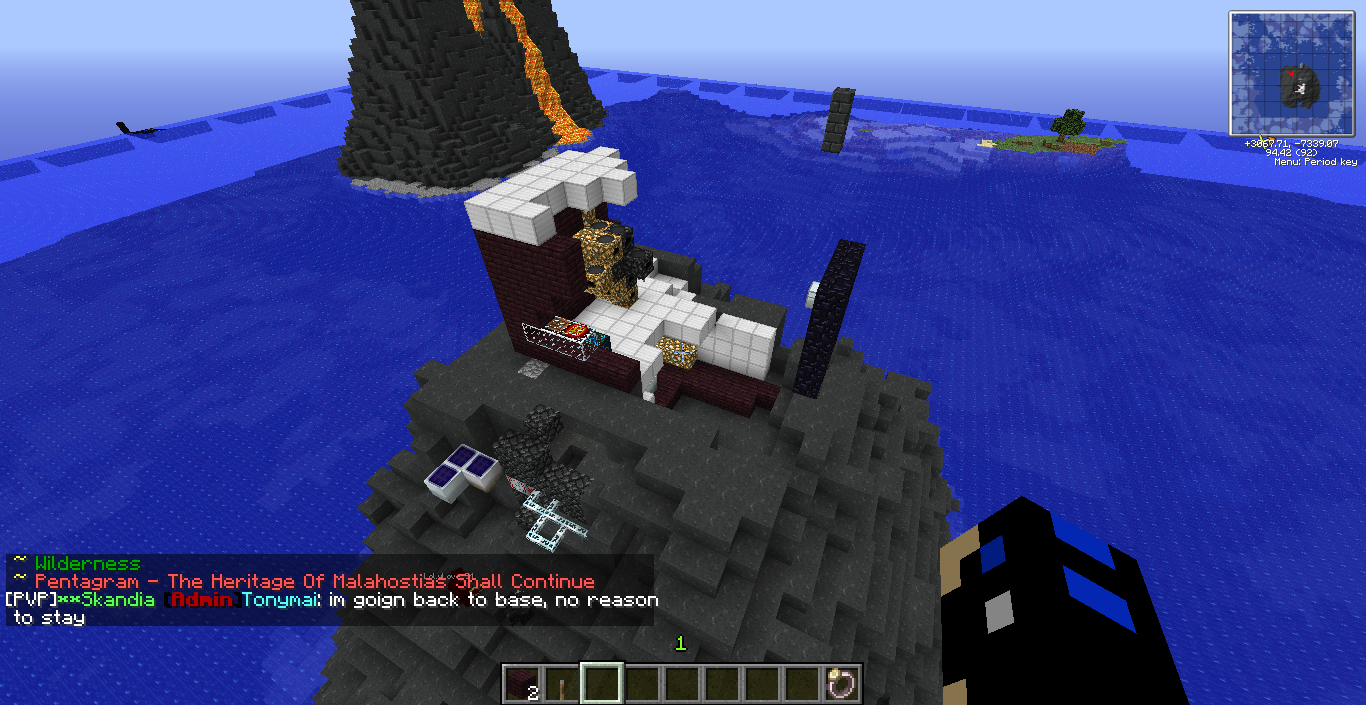 +3067.71, -7339.07
94.42 (92)
Menu: Period key
~ Wilderness
~ Pentagram - The Heritage Of Malahostias Shall Continue
[PVP]**Skandia Admin Tonymai: im goign back to base, no reason
to stay
1
2